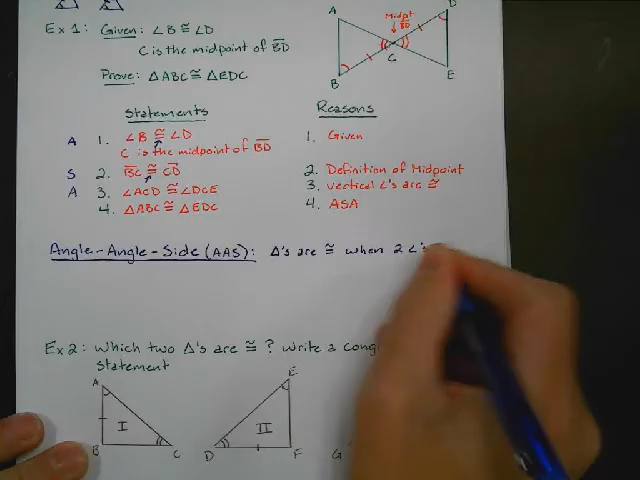 Ex 1: Given: ∠B ≅ ∠D
C is the midpoint of BD
Prove: △ABC ≅ △EDC
A
Midpt
BD
D
C
B
E
Statements
Reasons
A 1. ∠B ≅ ∠D
C is the midpoint of BD
1. Given
S 2. BC ≅ CD
2. Definition of Midpoint
A 3. ∠ACD ≅ ∠DCE
3. vertical ∠'s are ≅
4. △ABC ≅ △EDC
4. ASA
Angle-Angle-Side (AAS): △'s are ≅ when 2 ∠'s
Ex 2: Which two △'s are ≅? Write a
statement
A
I
B
C
E
II
D
F
G